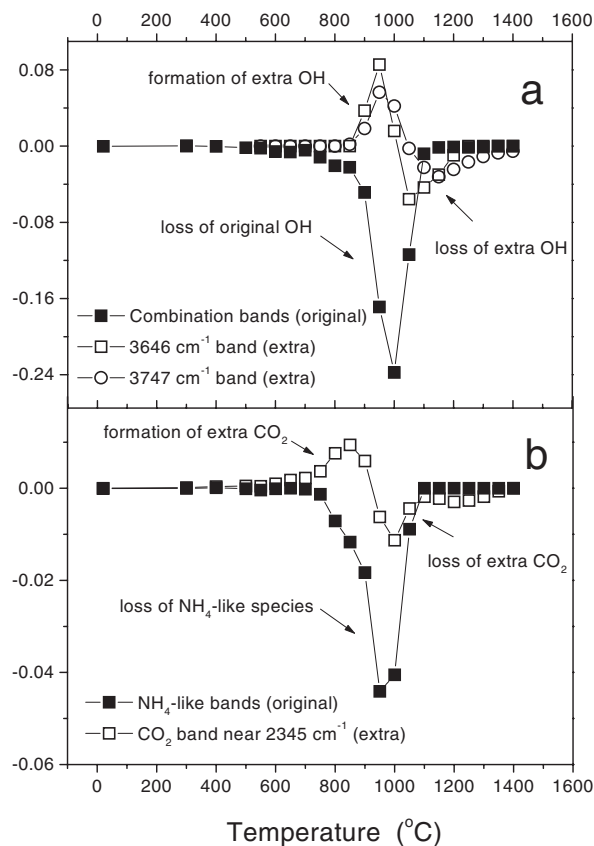 0 200 400 600 800 1000 1200 1400 1600
a
0.08
formation of extra OH
0.00
-0.08
loss of original OH
loss of extra OH
-0.16
Combination bands (original)
3646 cm⁻¹ band (extra)
-0.24
3747 cm⁻¹ band (extra)
b
formation of extra CO₂
0.00
-0.02
loss of extra CO₂
loss of NH₄-like species
-0.04
NH₄-like bands (original)
CO₂ band near 2345 cm⁻¹ (extra)
-0.06
0 200 400 600 800 1000 1200 1400 1600
Temperature (°C)